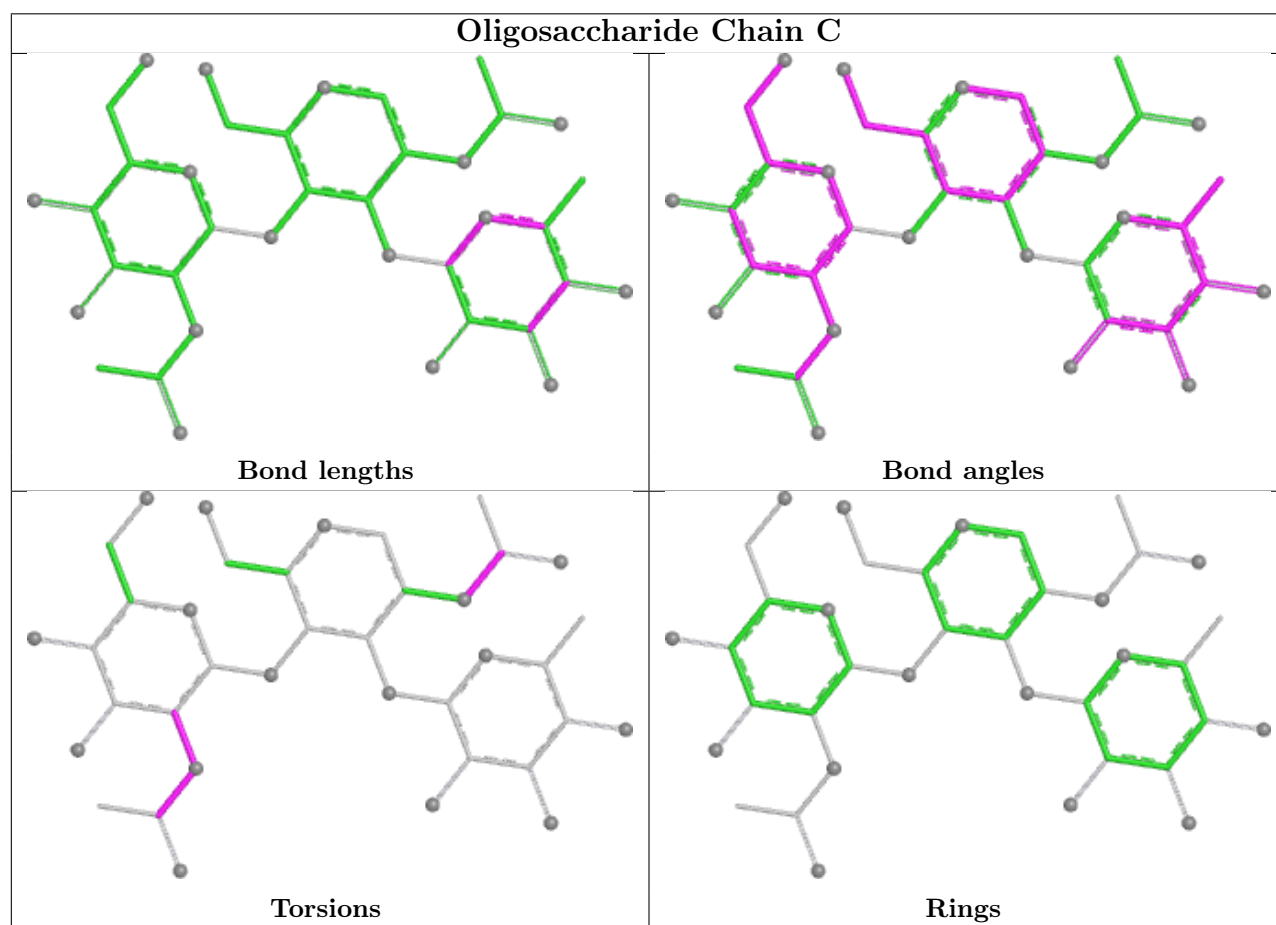 Oligosaccharide Chain C
Bond lengths
Bond angles
Torsions
Rings